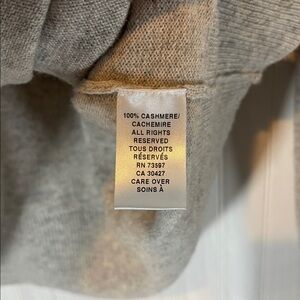 100% CASHMERE/
CACHEMIRE
ALL RIGHTS
RESERVED
TOUS DROITS
RÉSERVÉS
RN 73597
CA 30427
CARE OVER
SOINS À